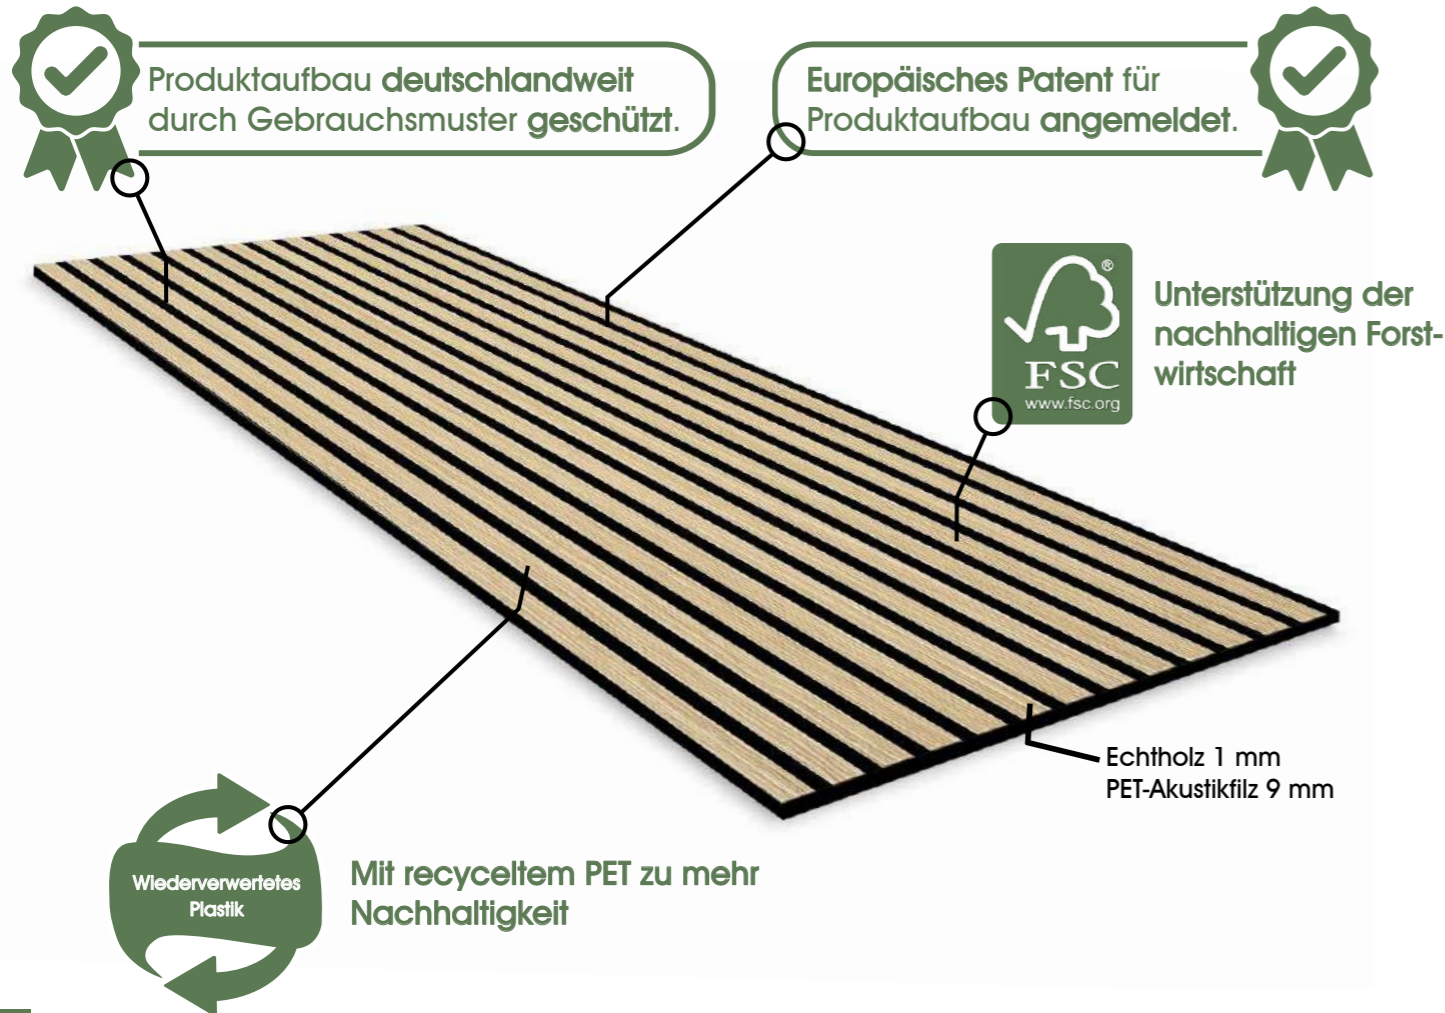 Produktaufbau deutschlandweit
durch Gebrauchsmuster geschützt.
Europäisches Patent für
Produktaufbau angemeldet.
®
FSC
www.fsc.org
Unterstützung der
nachhaltigen Forst-
wirtschaft
Echtholz 1 mm
PET-Akustikfilz 9 mm
Wiederverwertetes
Plastik
Mit recyceltem PET zu mehr
Nachhaltigkeit